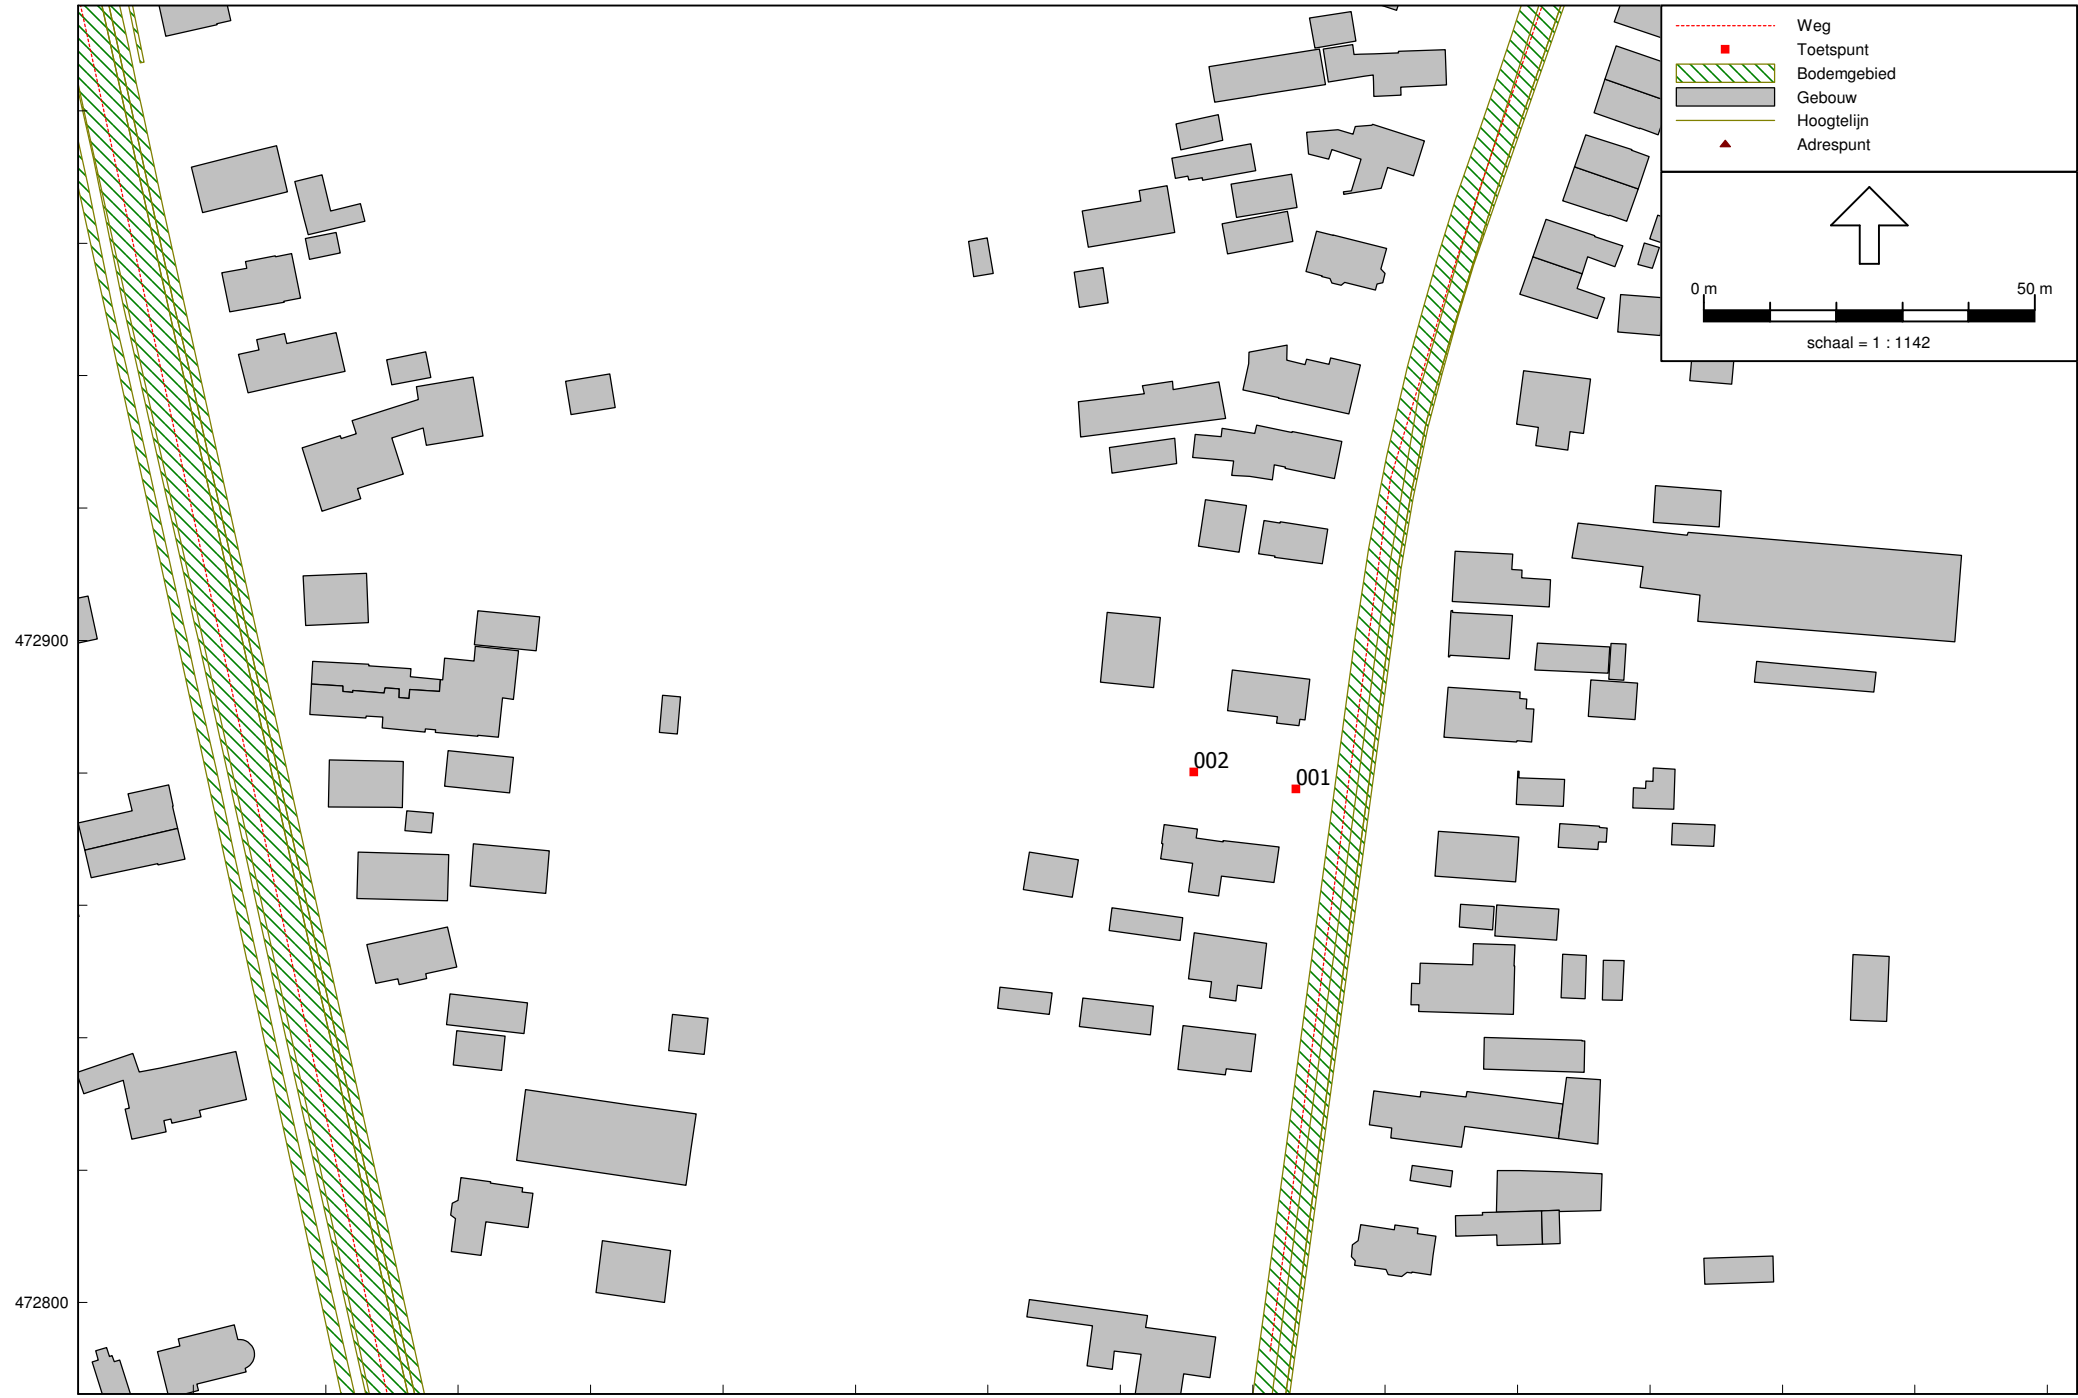 Weg
Toetspunt
Bodemgebied
Gebouw
Hoogtelijn
Adrespunt
0 m 50 m
schaal = 1 : 1142
472900
002
001
472800